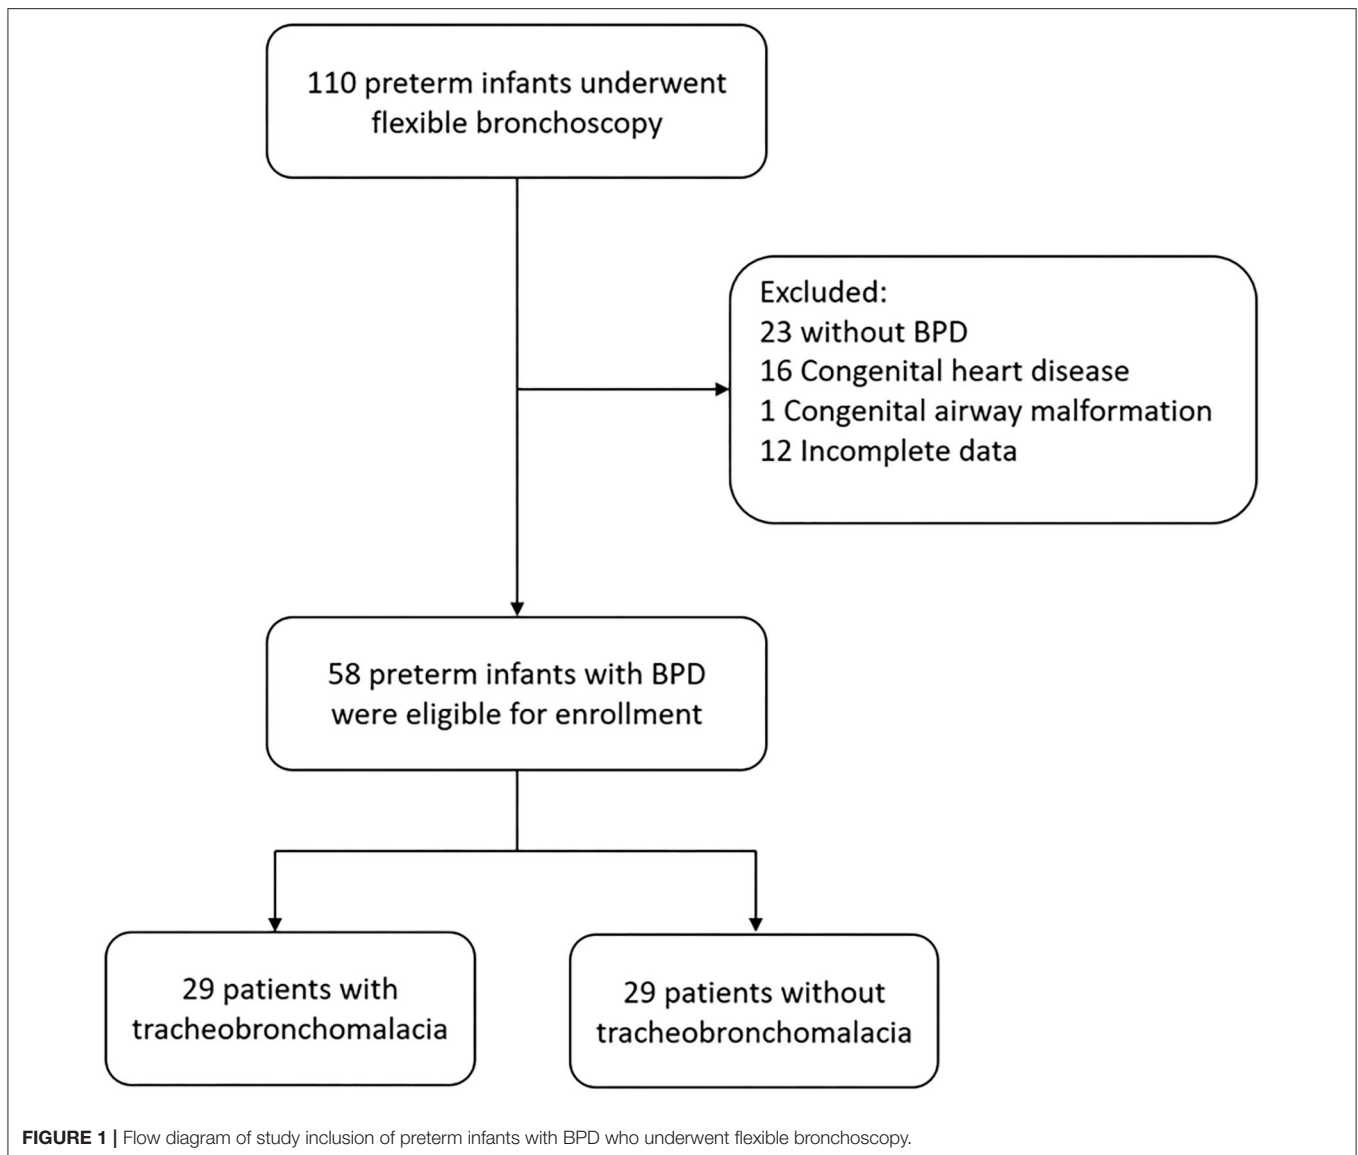 110 preterm infants underwent
flexible bronchoscopy
Excluded:
23 without BPD
16 Congenital heart disease
1 Congenital airway malformation
12 Incomplete data
58 preterm infants with BPD
were eligible for enrollment
29 patients with
tracheobronchomalacia
29 patients without
tracheobronchomalacia
FIGURE 1 | Flow diagram of study inclusion of preterm infants with BPD who underwent flexible bronchoscopy.